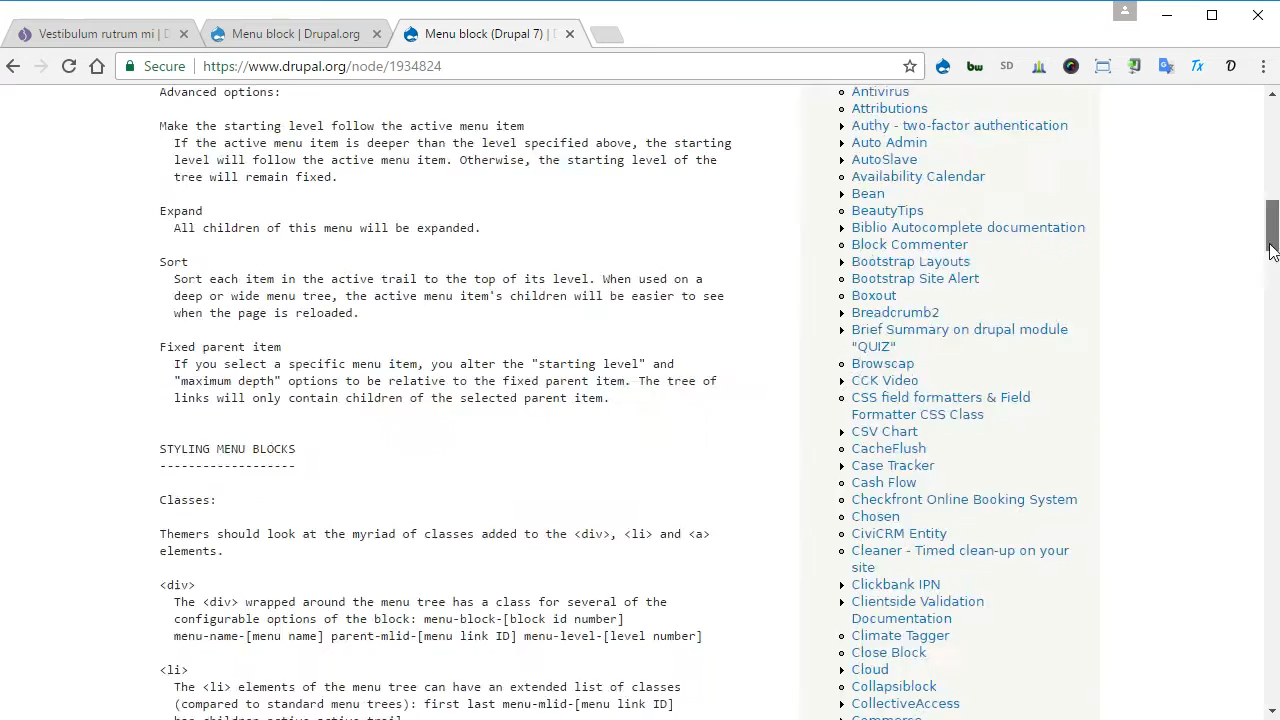 Vestibulum rutrum mi | D
Menu block | Drupal.org
Menu block (Drupal 7) |
Secure
https://www.drupal.org/node/1934824
bw
SD
Tx
D
Advanced options:
Make the starting level follow the active menu item
If the active menu item is deeper than the level specified above, the starting
level will follow the active menu item. Otherwise, the starting level of the
tree will remain fixed.
Expand
All children of this menu will be expanded.
Sort
Sort each item in the active trail to the top of its level. When used on a
deep or wide menu tree, the active menu item's children will be easier to see
when the page is reloaded.
Fixed parent item
If you select a specific menu item, you alter the "starting level" and
"maximum depth" options to be relative to the fixed parent item. The tree of
links will only contain children of the selected parent item.
STYLING MENU BLOCKS
-------------------
Classes:
Themers should look at the myriad of classes added to the <div>, <li> and <a>
elements.
<div>
The <div> wrapped around the menu tree has a class for several of the
configurable options of the block: menu-block-[block id number]
menu-name-[menu name] parent-mlid-[menu link ID] menu-level-[level number]
<li>
The <li> elements of the menu tree can have an extended list of classes
(compared to standard menu trees): first last menu-mlid-[menu link ID]
has-children active active-trail
Antivirus
Attributions
Authy - two-factor authentication
Auto Admin
AutoSlave
Availability Calendar
Bean
BeautyTips
Biblio Autocomplete documentation
Block Commenter
Bootstrap Layouts
Bootstrap Site Alert
Boxout
Breadcrumb2
Brief Summary on drupal module
"QUIZ"
Browscap
CCK Video
CSS field formatters & Field
Formatter CSS Class
CSV Chart
CacheFlush
Case Tracker
Cash Flow
Checkfront Online Booking System
Chosen
CiviCRM Entity
Cleaner - Timed clean-up on your
site
Clickbank IPN
Clientside Validation
Documentation
Climate Tagger
Close Block
Cloud
Collapsiblock
CollectiveAccess
Commerce